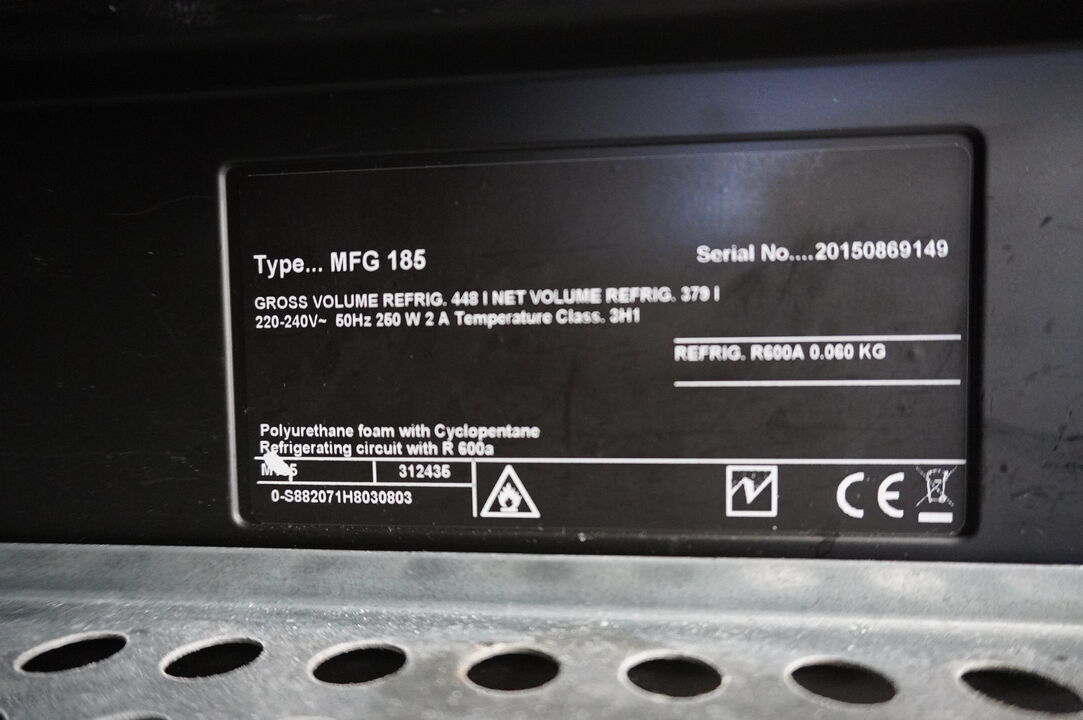 Type... MFG 185
Serial No....20150869149
GROSS VOLUME REFRIG. 448 l NET VOLUME REFRIG. 379 l
220-240V~ 50Hz 250 W 2 A Temperature Class. 3H1
REFRIG. R600A 0.060 KG
Polyurethane foam with Cyclopentane
Refrigerating circuit with R 600a
312435
0-S882071H8030803
CE